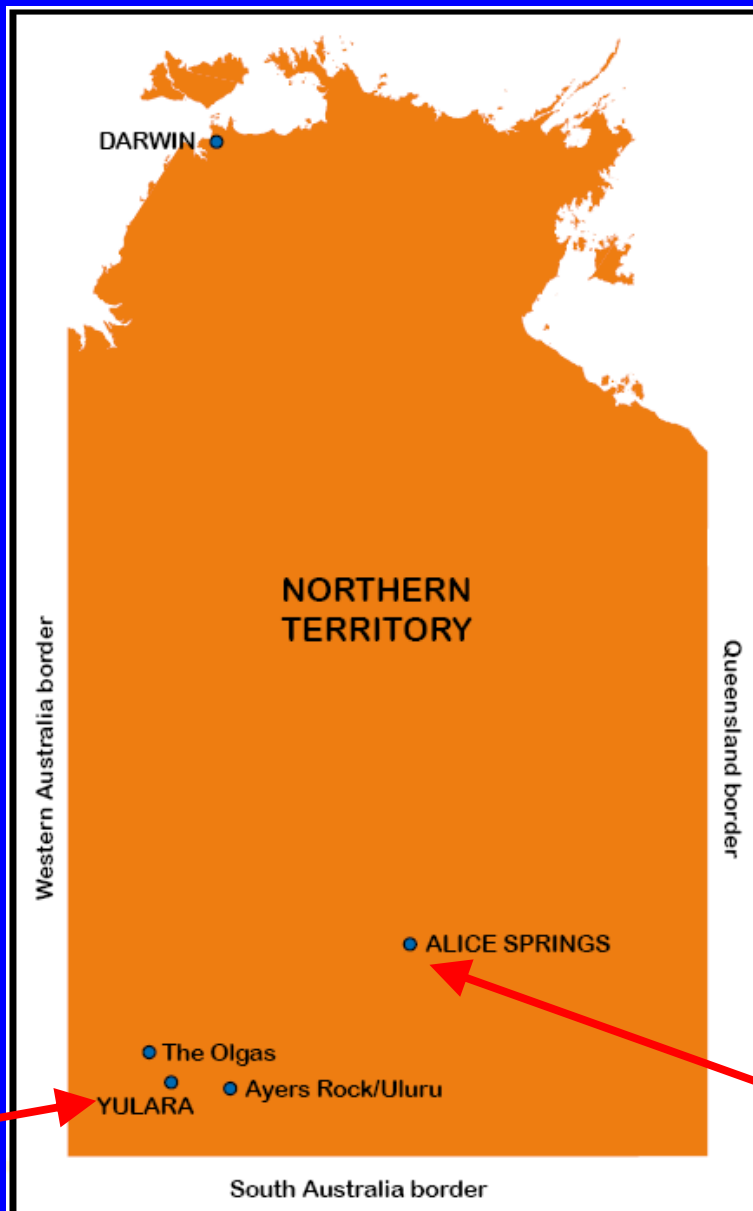 DARWIN
NORTHERN
TERRITORY
Western Australia border
Queensland border
ALICE SPRINGS
The Olgas
YULARA
Ayers Rock/Uluru
South Australia border